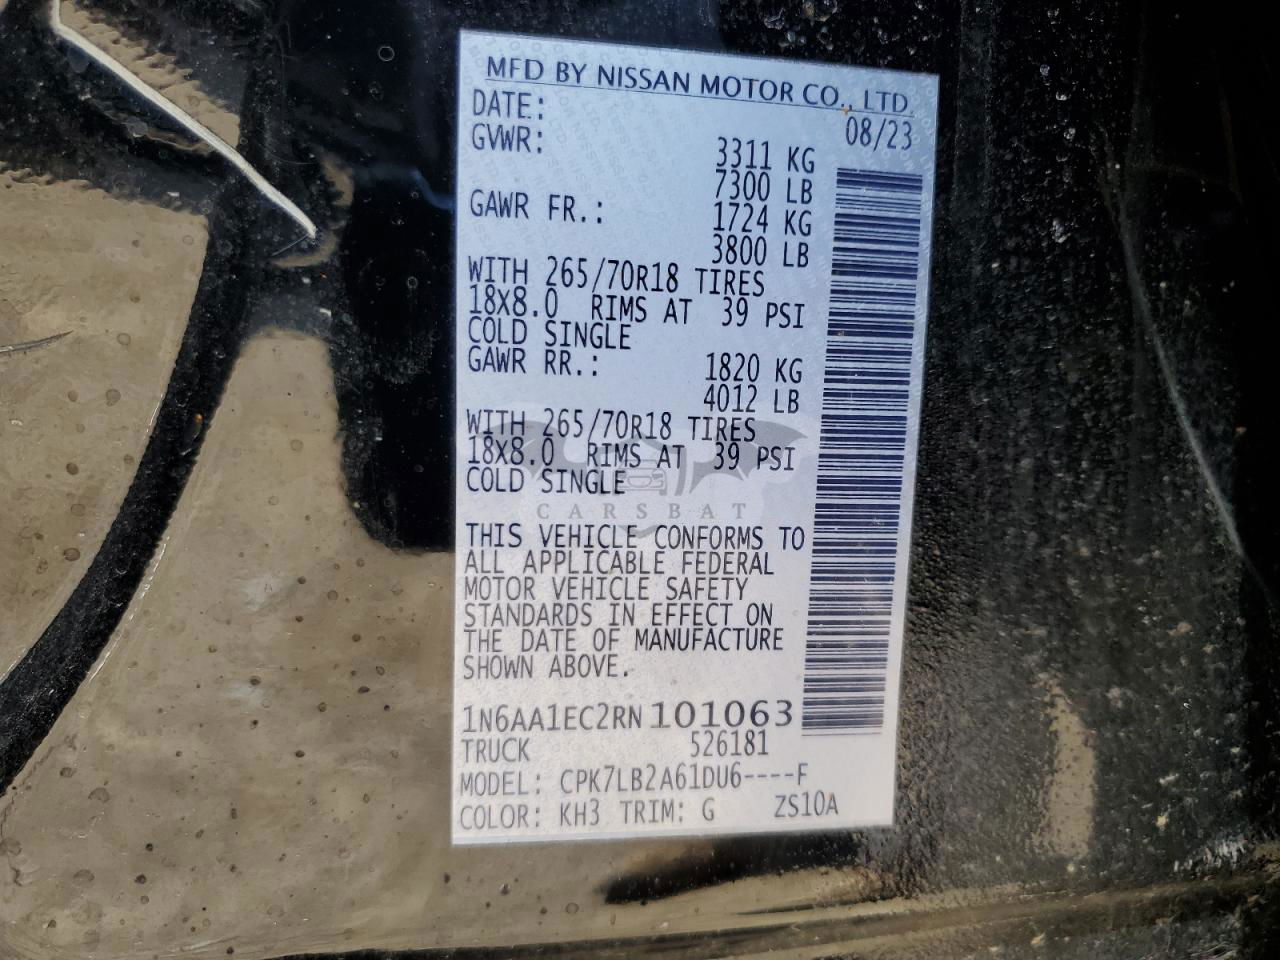 MFD BY NISSAN MOTOR CO., LTD.
DATE: 08/23
GVWR: 3311 KG
7300 LB
GAWR FR.: 1724 KG
3800 LB
WITH 265/70R18 TIRES
18X8.0 RIMS AT 39 PSI
COLD SINGLE
GAWR RR.: 1820 KG
4012 LB
WITH 265/70R18 TIRES
18X8.0 RIMS AT 39 PSI
COLD SINGLE
CARSBAT
THIS VEHICLE CONFORMS TO
ALL APPLICABLE FEDERAL
MOTOR VEHICLE SAFETY
STANDARDS IN EFFECT ON
THE DATE OF MANUFACTURE
SHOWN ABOVE.
1N6AA1EC2RN101063
TRUCK 526181
MODEL: CPK7LB2A61DU6----F
COLOR: KH3 TRIM: G ZS10A